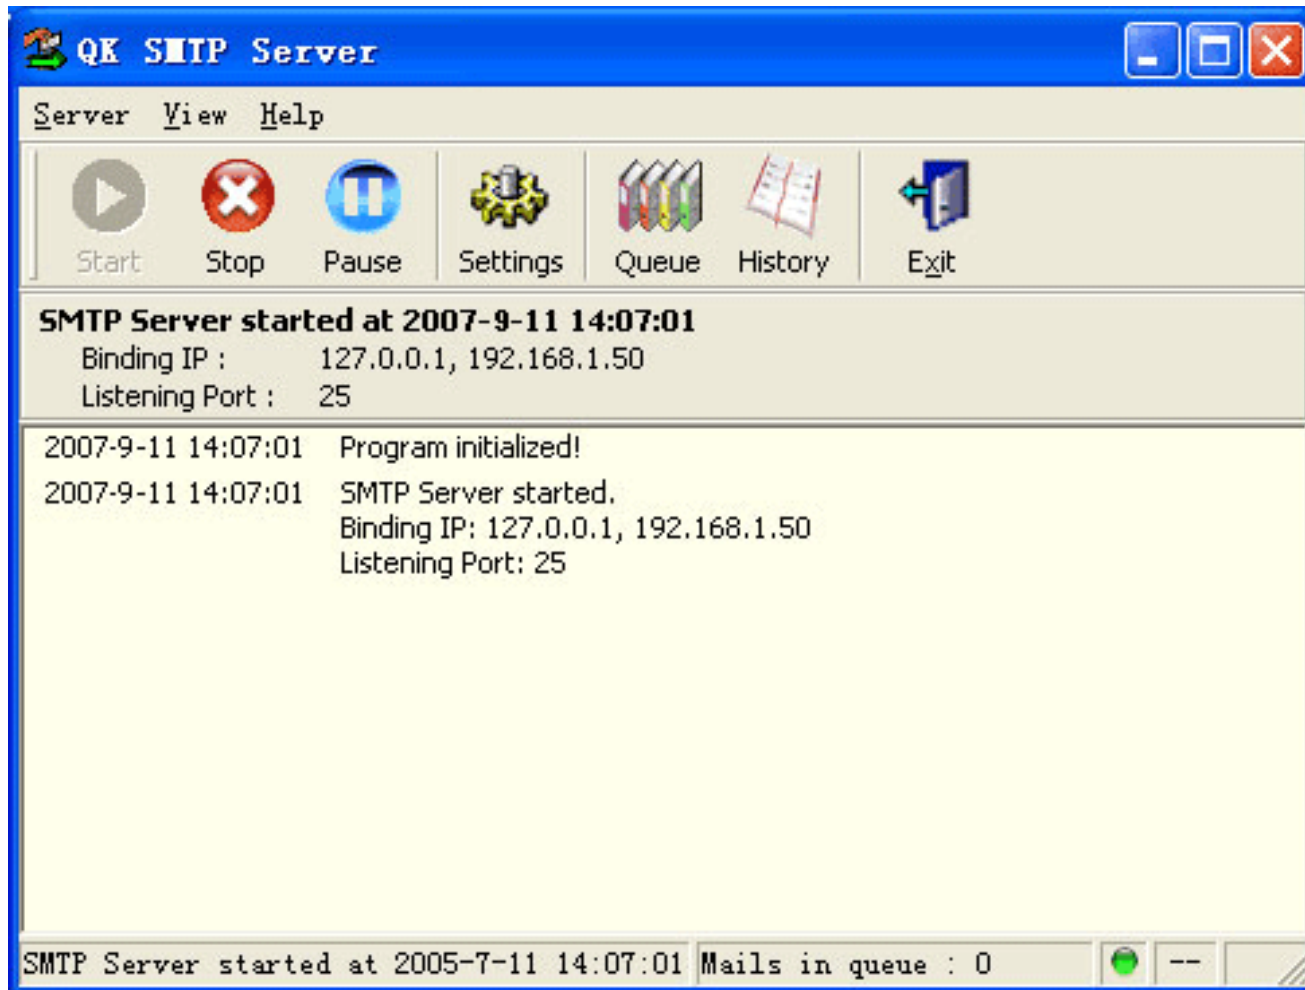 QK SMTP Server
Server View Help
Start Stop Pause Settings Queue History Exit
SMTP Server started at 2007-9-11 14:07:01
Binding IP : 127.0.0.1, 192.168.1.50
Listening Port : 25
2007-9-11 14:07:01 Program initialized!
2007-9-11 14:07:01 SMTP Server started.
Binding IP: 127.0.0.1, 192.168.1.50
Listening Port: 25
SMTP Server started at 2005-7-11 14:07:01 Mails in queue : 0 --